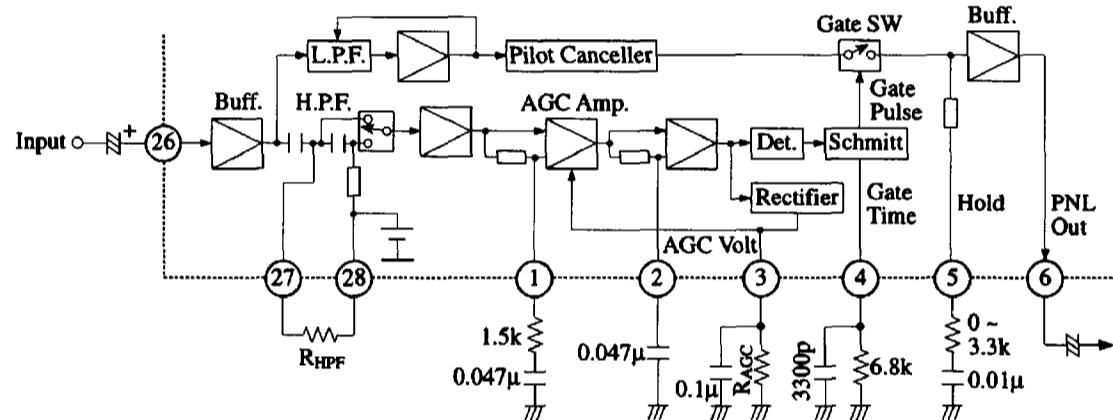 Gate SW
Buff.
L.P.F.
Pilot Canceller
Buff.
H.P.F.
AGC Amp.
Gate
Pulse
Input
+
26
Det.
Schmitt
Rectifier
Gate
Time
Hold
PNL
Out
AGC Volt
27
28
1
2
3
4
5
6
RHPF
1.5k
0.047μ
0.047μ
0.1μ
RAGC
3300p
6.8k
0 ~
3.3k
0.01μ